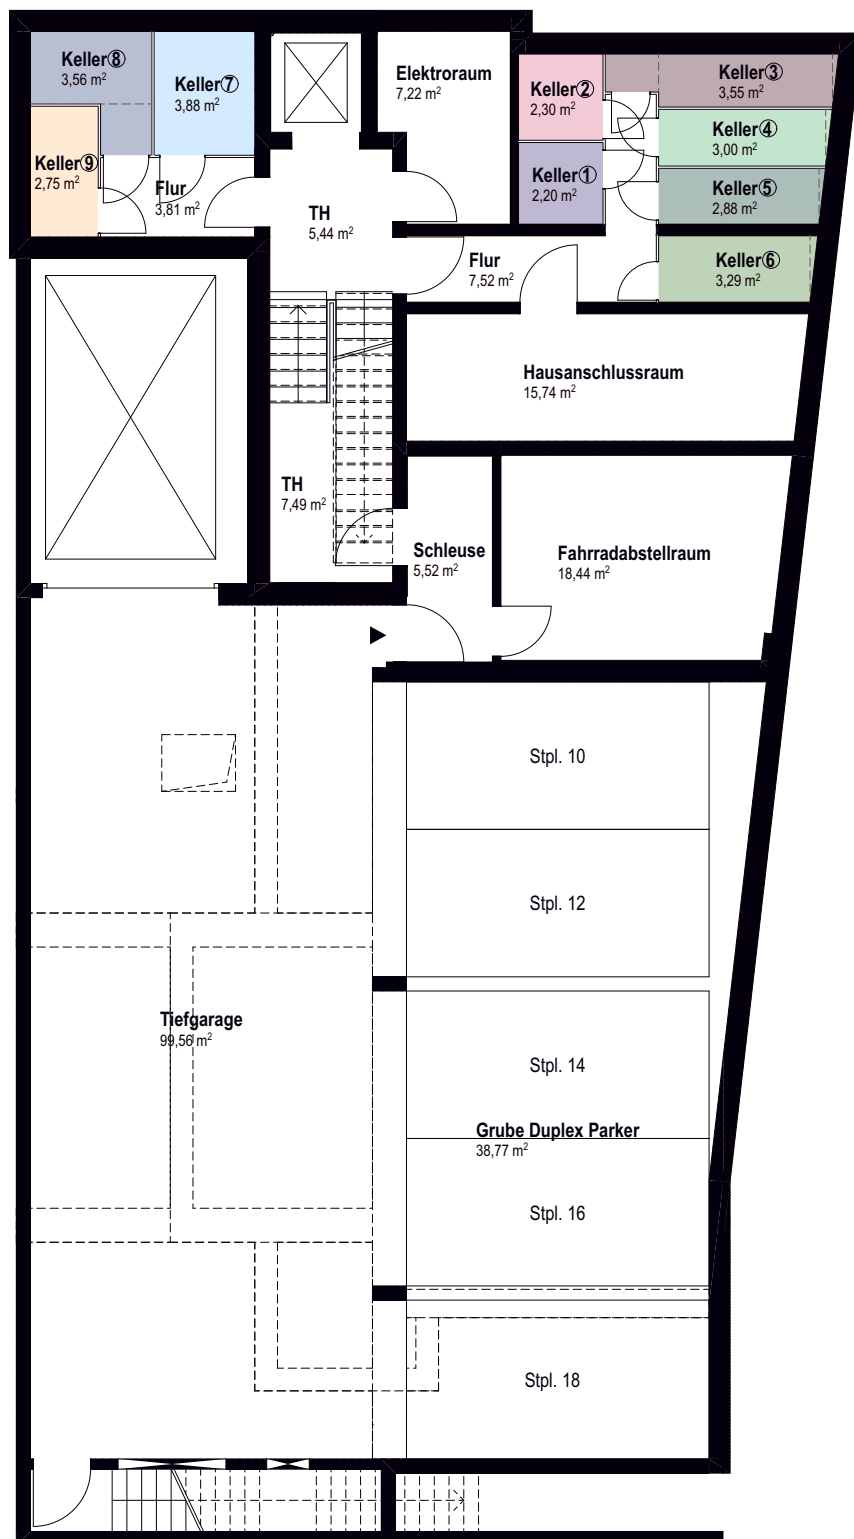 Keller⑧
3,56 m²
Keller⑦
3,88 m²
Elektroraum
7,22 m²
Keller②
2,30 m²
Keller③
3,55 m²
Keller④
3,00 m²
Keller⑨
2,75 m²
Flur
3,81 m²
Keller①
2,20 m²
Keller⑤
2,88 m²
TH
5,44 m²
Flur
7,52 m²
Keller⑥
3,29 m²
Hausanschlussraum
15,74 m²
TH
7,49 m²
Schleuse
5,52 m²
Fahrradabstellraum
18,44 m²
Stpl. 10
Stpl. 12
Tiefgarage
99,56 m²
Stpl. 14
Grube Duplex Parker
38,77 m²
Stpl. 16
Stpl. 18